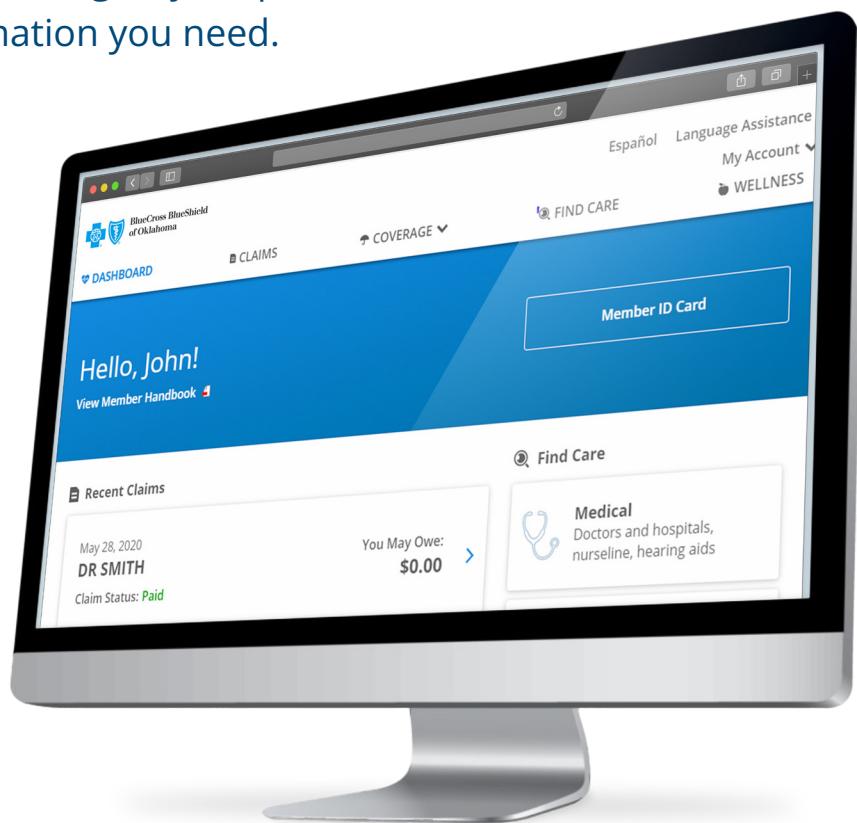 mation you need.
Español Language Assistance
My Account
BlueCross BlueShield
of Oklahoma
DASHBOARD CLAIMS COVERAGE FIND CARE WELLNESS
Hello, John!
View Member Handbook
Member ID Card
Recent Claims
May 28, 2020
DR SMITH
Claim Status: Paid
You May Owe:
$0.00
Find Care
Medical
Doctors and hospitals,
nurseline, hearing aids